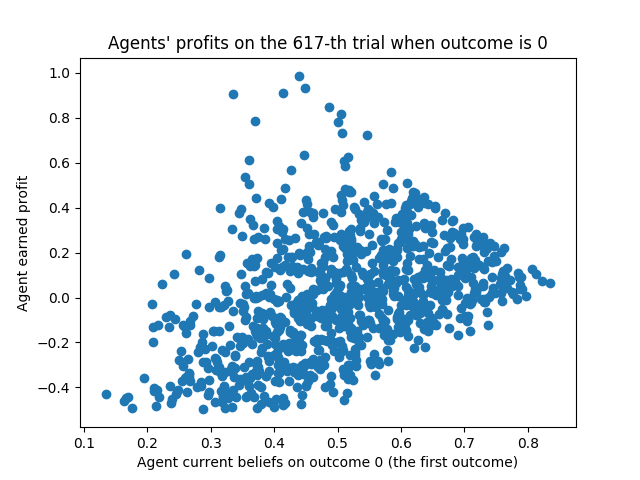 Agents' profits on the 617-th trial when outcome is 0
1.0
0.8
0.6
0.4
0.2
0.0
−0.2
−0.4
Agent earned profit
0.1 0.2 0.3 0.4 0.5 0.6 0.7 0.8
Agent current beliefs on outcome 0 (the first outcome)